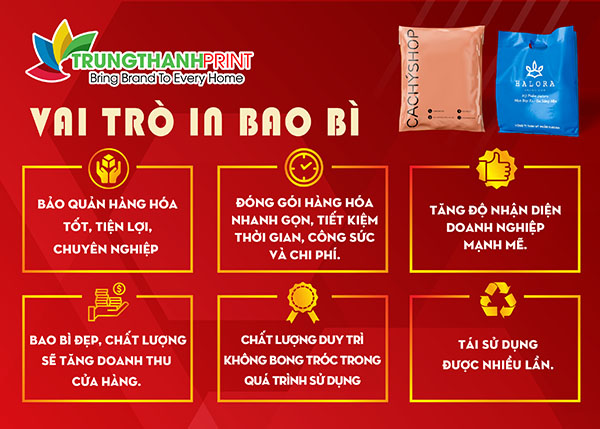 TRUNGTHANHPRINT
Bring Brand To Every Home
CACHYSHOP
HALORA
VAI TRÒ IN BAO BÌ
BẢO QUẢN HÀNG HÓA
TỐT, TIỆN LỢI,
CHUYÊN NGHIỆP
ĐÓNG GÓI HÀNG HÓA
NHANH GỌN, TIẾT KIỆM
THỜI GIAN, CÔNG SỨC
VÀ CHI PHÍ.
TĂNG ĐỘ NHẬN DIỆN
DOANH NGHIỆP
MẠNH MẼ.
BAO BÌ ĐẸP, CHẤT LƯỢNG
SẼ TĂNG DOANH THU
CỬA HÀNG.
CHẤT LƯỢNG DUY TRÌ
KHÔNG BONG TRÓC TRONG
QUÁ TRÌNH SỬ DỤNG
TÁI SỬ DỤNG
ĐƯỢC NHIỀU LẦN.